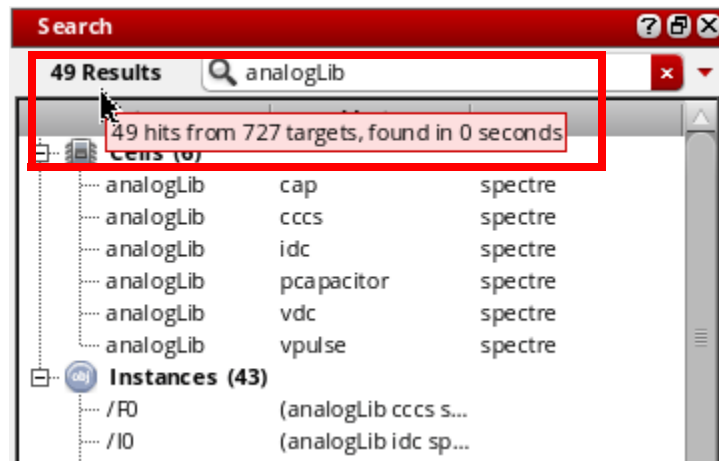 Search
49 Results analogLib
49 hits from 727 targets, found in 0 seconds
Cells (6)
analogLib cap spectre
analogLib cccs spectre
analogLib idc spectre
analogLib pcapacitor spectre
analogLib vdc spectre
analogLib vpulse spectre
obj Instances (43)
/F0 (analogLib cccs s...
/I0 (analogLib idc sp...